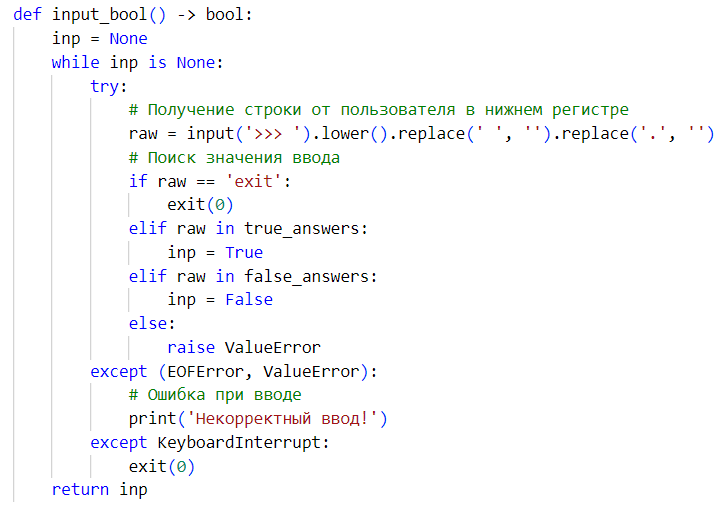 def input_bool() -> bool:
    inp = None
    while inp is None:
        try:
            # Получение строки от пользователя в нижнем регистре
            raw = input('>>> ').lower().replace(' ', '').replace('.', '')
            # Поиск значения ввода
            if raw == 'exit':
                exit(0)
            elif raw in true_answers:
                inp = True
            elif raw in false_answers:
                inp = False
            else:
                raise ValueError
        except (EOFError, ValueError):
            # Ошибка при вводе
            print('Некорректный ввод!')
        except KeyboardInterrupt:
            exit(0)
    return inp